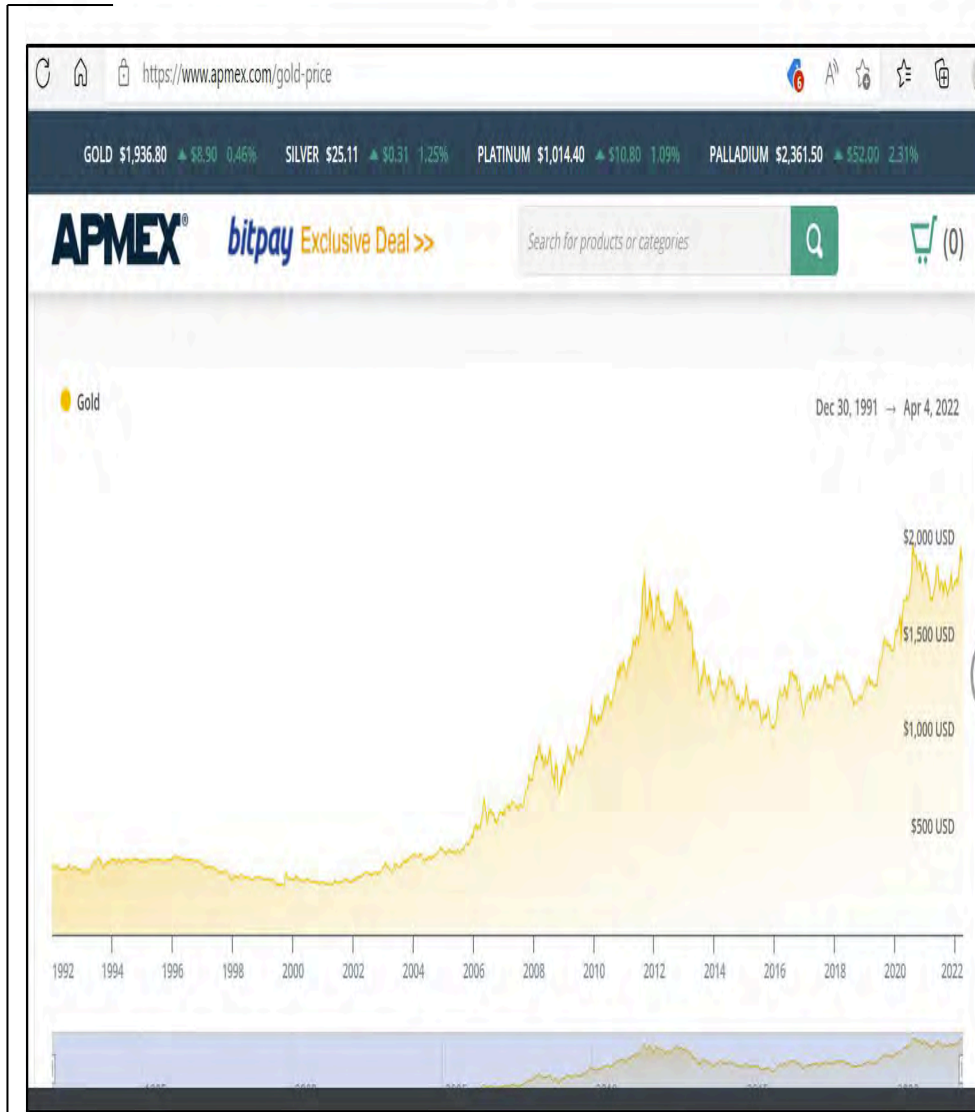 https://www.apmex.com/gold-price
6
GOLD $1,936.80 ▲ $8.90 0.46% SILVER $25.11 ▲ $0.31 1.25% PLATINUM $1,014.40 ▲ $10.80 1.09% PALLADIUM $2,361.50 ▲ $52.00 2.31%
APMEX® bitpay Exclusive Deal >> Search for products or categories (0)
Gold
Dec 30, 1991 → Apr 4, 2022
$2,000 USD
$1,500 USD
$1,000 USD
$500 USD
1992 1994 1996 1998 2000 2002 2004 2006 2008 2010 2012 2014 2016 2018 2020 2022